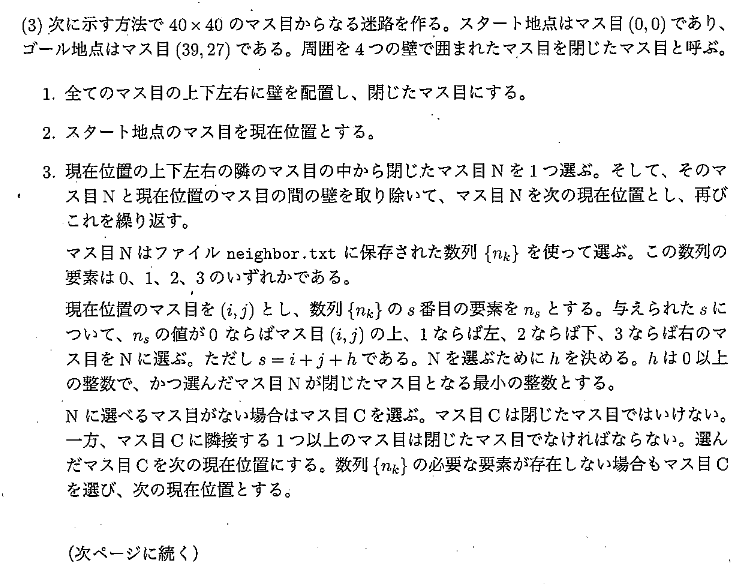 (3) 次に示す方法で 40 × 40 のマス目からなる迷路を作る。スタート地点はマス目 (0, 0) であり、
ゴール地点はマス目 (39, 27) である。周囲を 4 つの壁で囲まれたマス目を閉じたマス目と呼ぶ。
1. 全てのマス目の上下左右に壁を配置し、閉じたマス目にする。
2. スタート地点のマス目を現在位置とする。
3. 現在位置の上下左右の隣のマス目の中から閉じたマス目 N を 1 つ選ぶ。そして、そのマ
ス目 N と現在位置のマス目の間の壁を取り除いて、マス目 N を次の現在位置とし、再び
これを繰り返す。
マス目 N はファイル neighbor.txt に保存された数列 {n_k} を使って選ぶ。この数列の
要素は 0、1、2、3 のいずれかである。
現在位置のマス目を (i, j) とし、数列 {n_k} の s 番目の要素を n_s とする。与えられた s に
ついて、n_s の値が 0 ならばマス目 (i, j) の上、1 ならば左、2 ならば下、3 ならば右のマ
ス目を N に選ぶ。ただし s = i + j + h である。N を選ぶために h を決める。h は 0 以上
の整数で、かつ選んだマス目 N が閉じたマス目となる最小の整数とする。
N に選べるマス目がない場合はマス目 C を選ぶ。マス目 C は閉じたマス目ではいけない。
一方、マス目 C に隣接する 1 つ以上のマス目は閉じたマス目でなければならない。選ん
だマス目 C を次の現在位置にする。数列 {n_k} の必要な要素が存在しない場合もマス目 C
を選び、次の現在位置とする。
(次ページに続く)